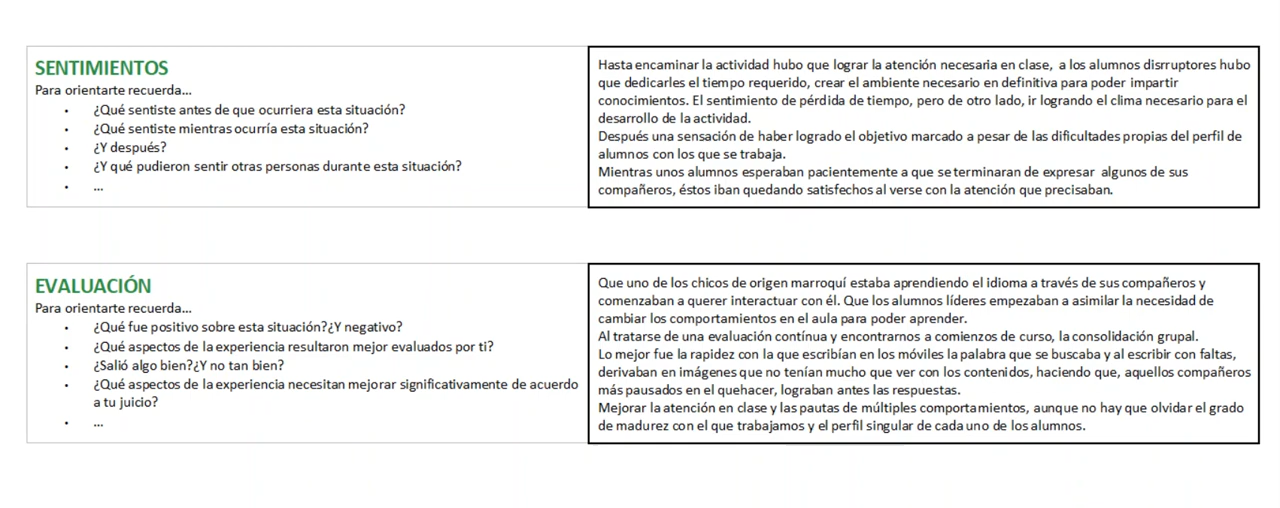 SENTIMIENTOS
Para orientarte recuerda...
• ¿Qué sentiste antes de que ocurriera esta situación?
• ¿Qué sentiste mientras ocurría esta situación?
• ¿Y después?
• ¿Y qué pudieron sentir otras personas durante esta situación?
• ...
Hasta encaminar la actividad hubo que lograr la atención necesaria en clase, a los alumnos disrruptores hubo
que dedicarles el tiempo requerido, crear el ambiente necesario en definitiva para poder impartir
conocimientos. El sentimiento de pérdida de tiempo, pero de otro lado, ir logrando el clima necesario para el
desarrollo de la actividad.
Después una sensación de haber logrado el objetivo marcado a pesar de las dificultades propias del perfil de
alumnos con los que se trabaja.
Mientras unos alumnos esperaban pacientemente a que se terminaran de expresar algunos de sus
compañeros, éstos iban quedando satisfechos al verse con la atención que precisaban.
EVALUACIÓN
Para orientarte recuerda...
• ¿Qué fue positivo sobre esta situación?¿Y negativo?
• ¿Qué aspectos de la experiencia resultaron mejor evaluados por ti?
• ¿Salió algo bien?¿Y no tan bien?
• ¿Qué aspectos de la experiencia necesitan mejorar significativamente de acuerdo
a tu juicio?
• ...
Que uno de los chicos de origen marroquí estaba aprendiendo el idioma a través de sus compañeros y
comenzaban a querer interactuar con él. Que los alumnos líderes empezaban a asimilar la necesidad de
cambiar los comportamientos en el aula para poder aprender.
Al tratarse de una evaluación contínua y encontrarnos a comienzos de curso, la consolidación grupal.
Lo mejor fue la rapidez con la que escribían en los móviles la palabra que se buscaba y al escribir con faltas,
derivaban en imágenes que no tenían mucho que ver con los contenidos, haciendo que, aquellos compañeros
más pausados en el quehacer, lograban antes las respuestas.
Mejorar la atención en clase y las pautas de múltiples comportamientos, aunque no hay que olvidar el grado
de madurez con el que trabajamos y el perfil singular de cada uno de los alumnos.